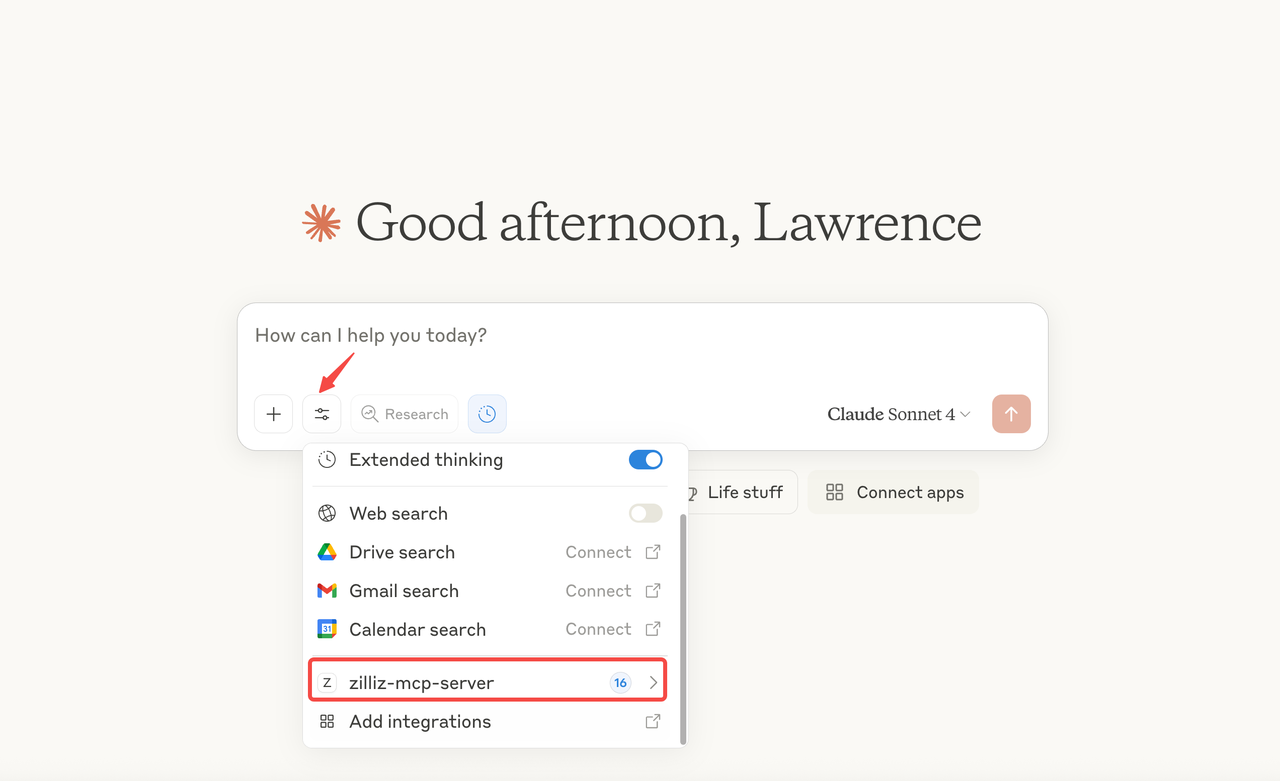 Good afternoon, Lawrence
How can I help you today?
Research
Claude Sonnet 4
Extended thinking
Life stuff
Connect apps
Web search
Drive search Connect
Gmail search Connect
31
Calendar search Connect
Z zilliz-mcp-server 16
Add integrations